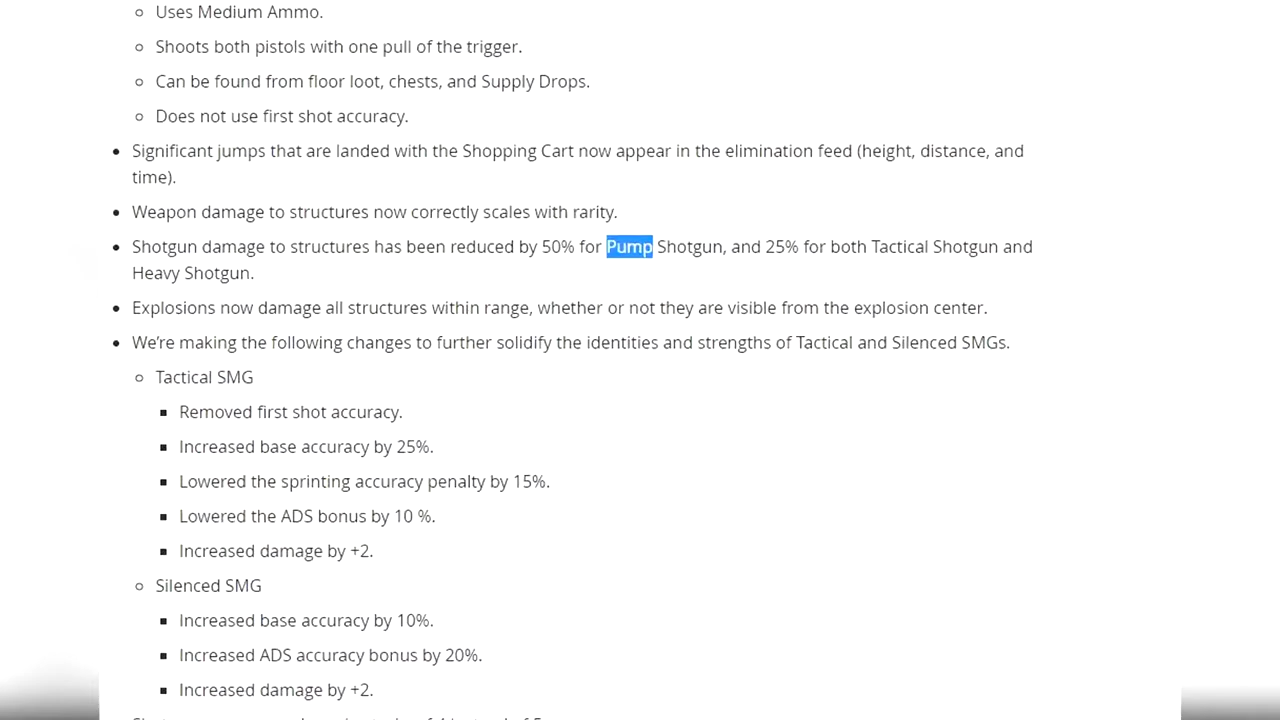 Uses Medium Ammo.
Shoots both pistols with one pull of the trigger.
Can be found from floor loot, chests, and Supply Drops.
Does not use first shot accuracy.
Significant jumps that are landed with the Shopping Cart now appear in the elimination feed (height, distance, and
time).
Weapon damage to structures now correctly scales with rarity.
Shotgun damage to structures has been reduced by 50% for Pump Shotgun, and 25% for both Tactical Shotgun and
Heavy Shotgun.
Explosions now damage all structures within range, whether or not they are visible from the explosion center.
We’re making the following changes to further solidify the identities and strengths of Tactical and Silenced SMGs.
Tactical SMG
Removed first shot accuracy.
Increased base accuracy by 25%.
Lowered the sprinting accuracy penalty by 15%.
Lowered the ADS bonus by 10 %.
Increased damage by +2.
Silenced SMG
Increased base accuracy by 10%.
Increased ADS accuracy bonus by 20%.
Increased damage by +2.